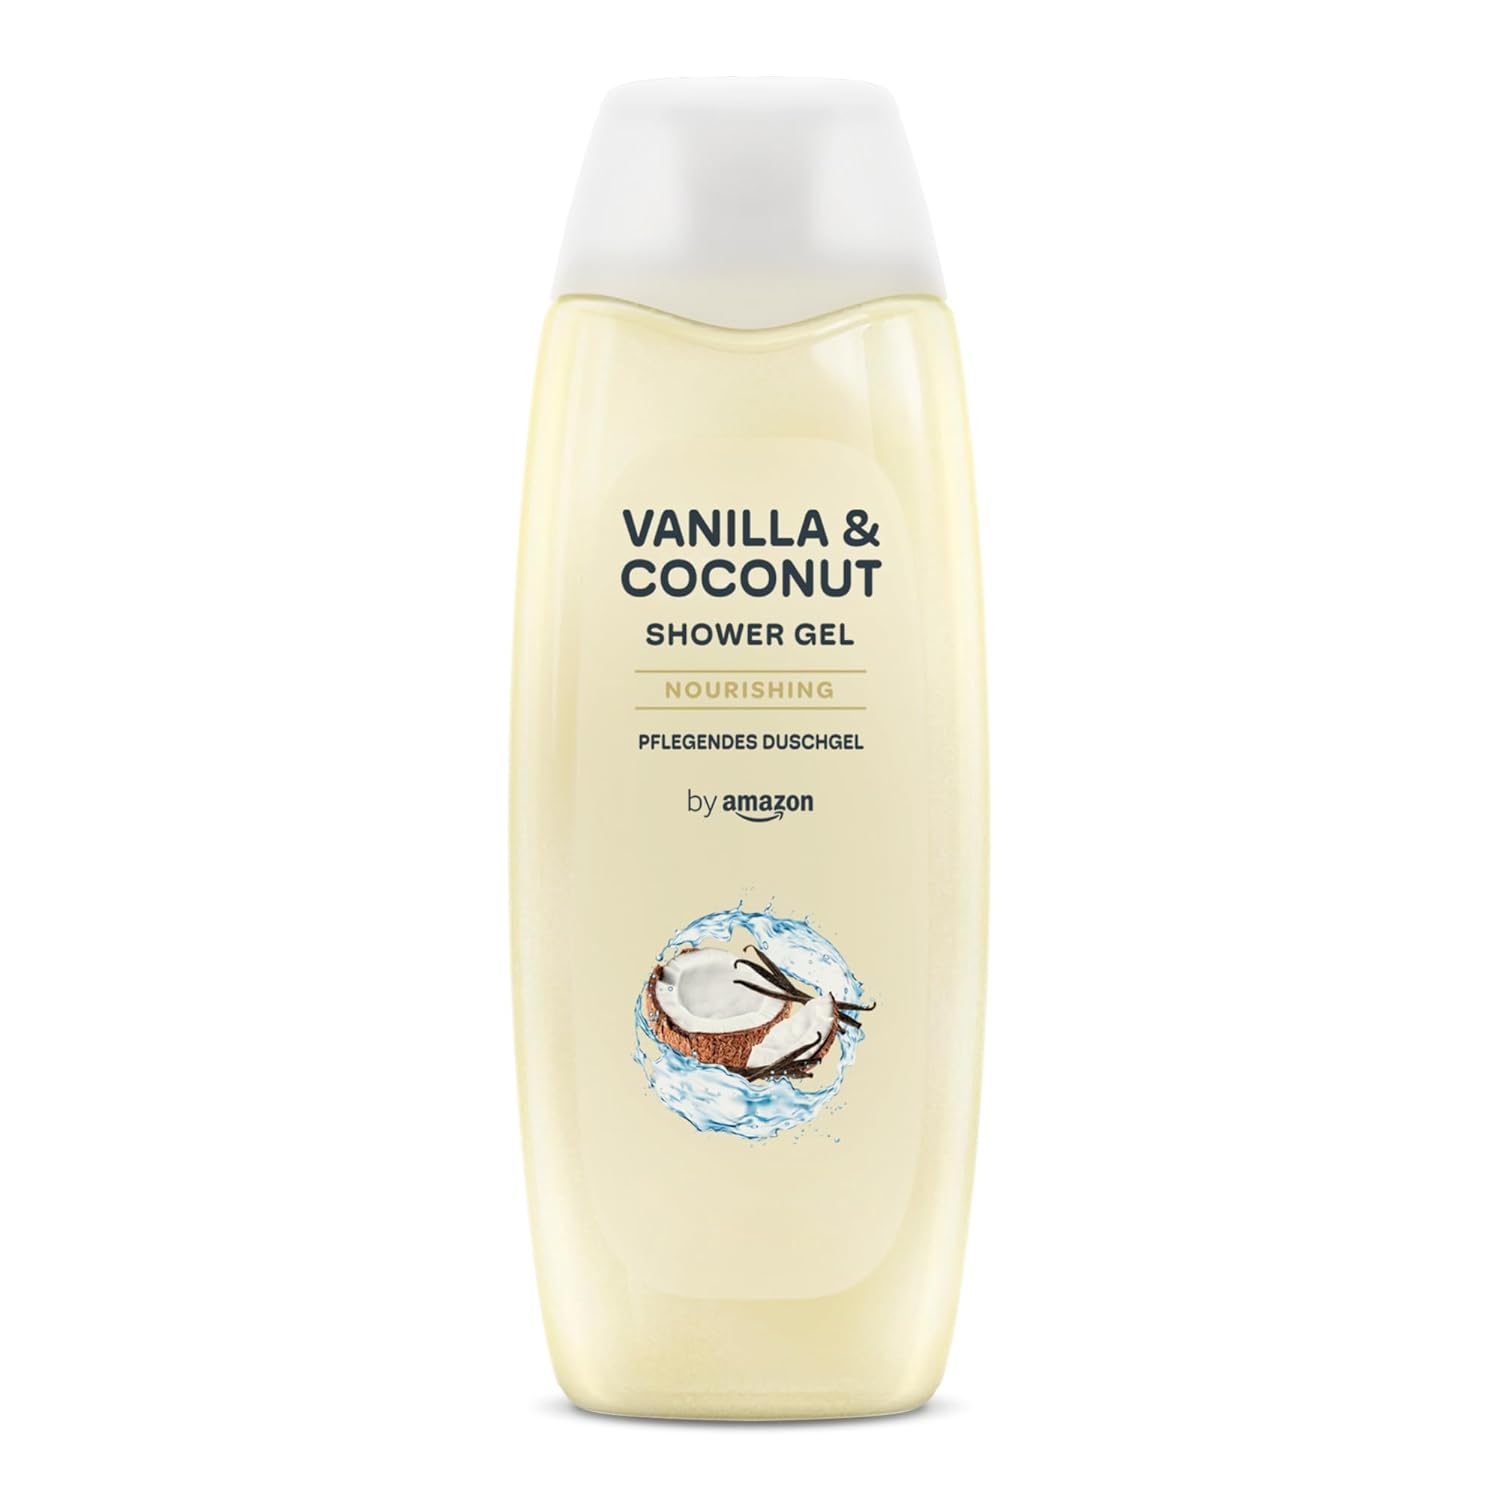 VANILLA &
COCONUT
SHOWER GEL
NOURISHING
PFLEGENDES DUSCHGEL
by amazon